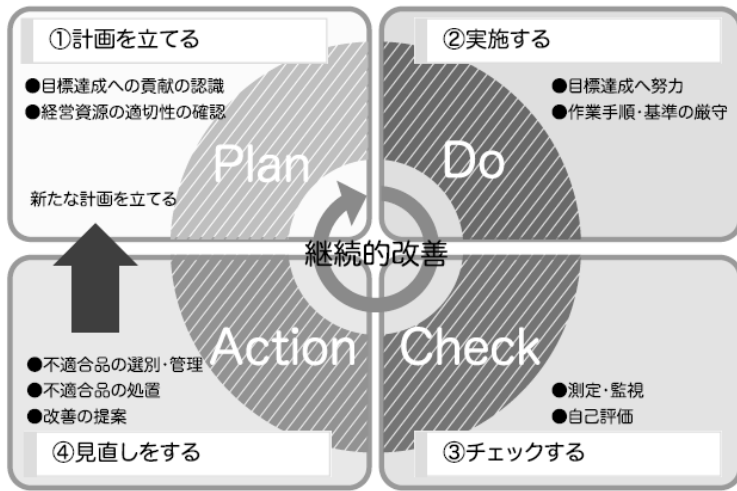 ①計画を立てる
●目標達成への貢献の認識
●経営資源の適切性の確認
新たな計画を立てる
Plan
②実施する
●目標達成へ努力
●作業手順・基準の厳守
Do
継続的改善
Check
●測定・監視
●自己評価
③チェックする
Action
●不適合品の選別・管理
●不適合品の処置
●改善の提案
④見直しをする